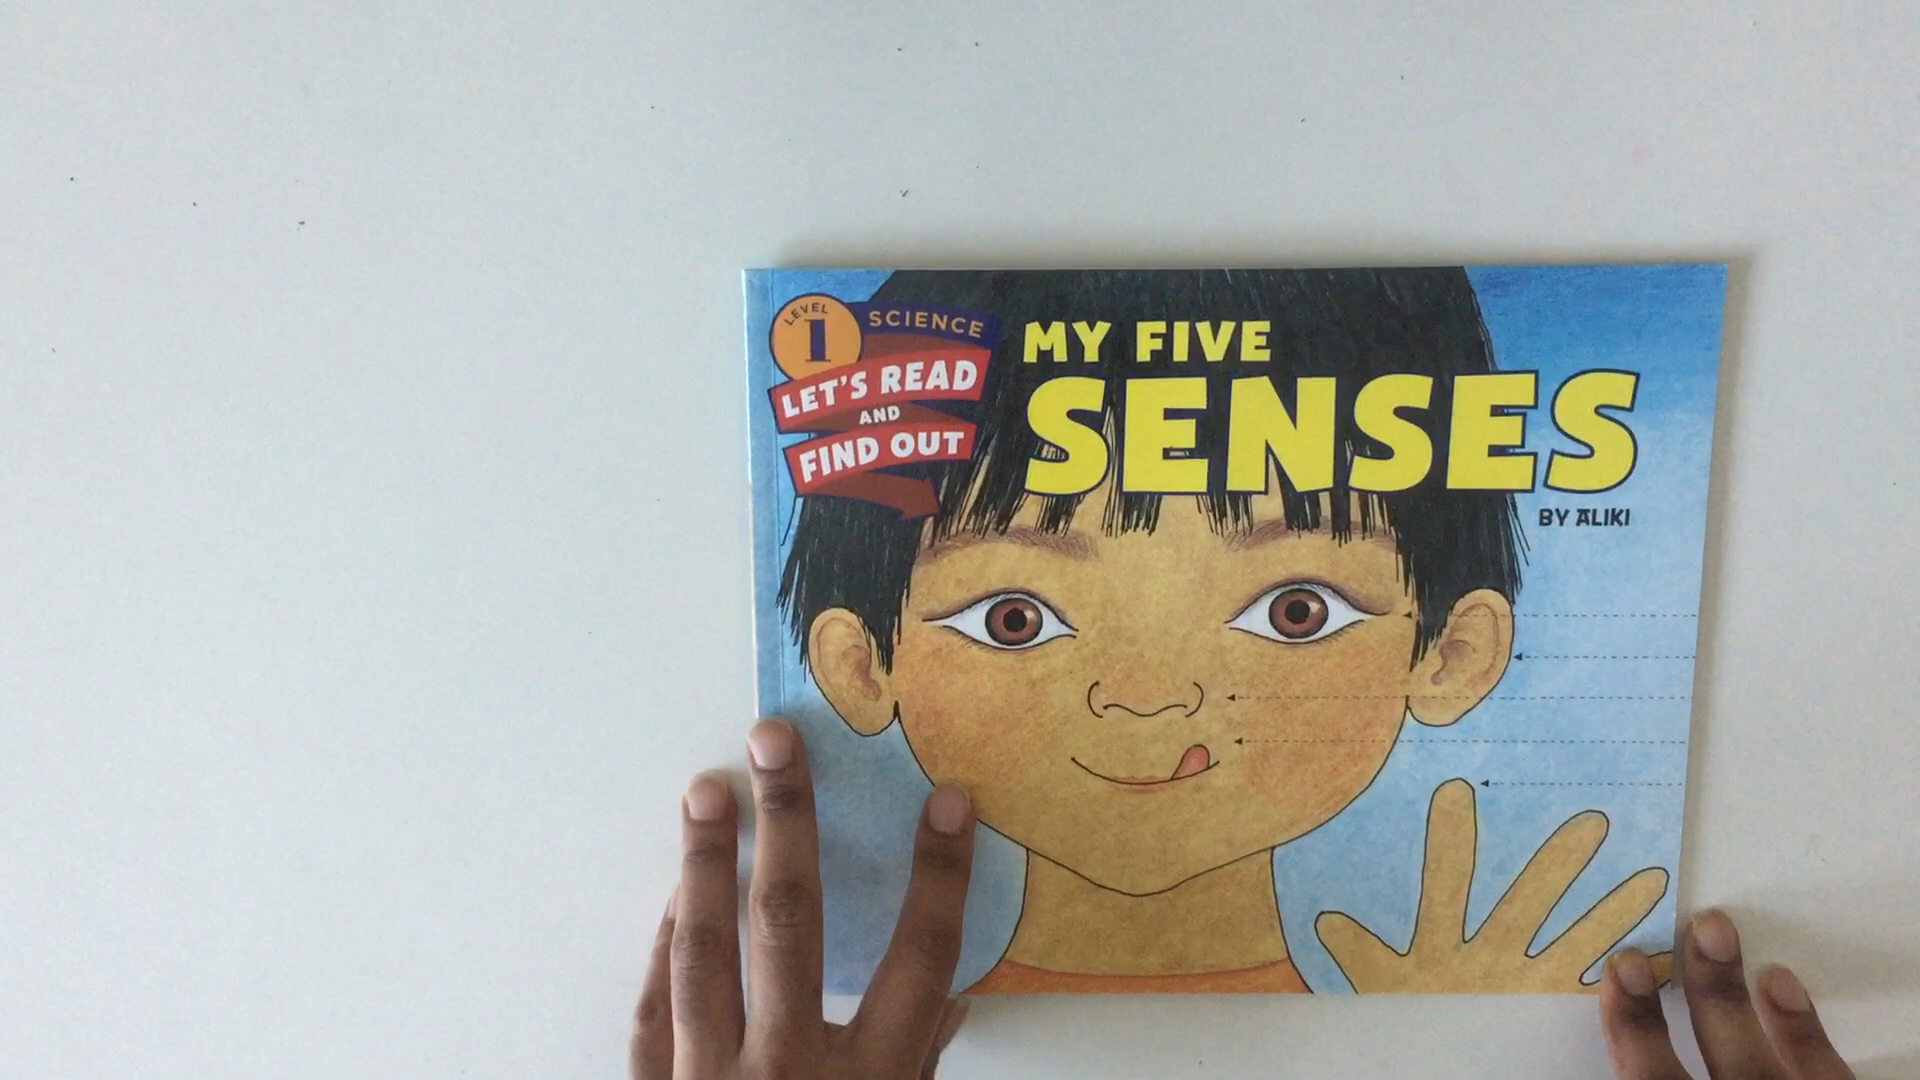 LEVEL
1
SCIENCE
LET'S READ
AND
FIND OUT
MY FIVE
SENSES
BY ALIKI